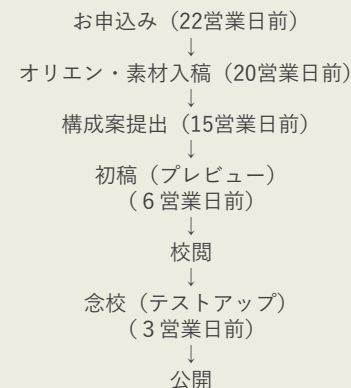 お申込み（22営業日前）
↓
オリエン・素材入稿（20営業日前）
↓
構成案提出（15営業日前）
↓
初稿（プレビュー）
（６営業日前）
↓
校閲
↓
念校（テストアップ）
（３営業日前）
↓
公開